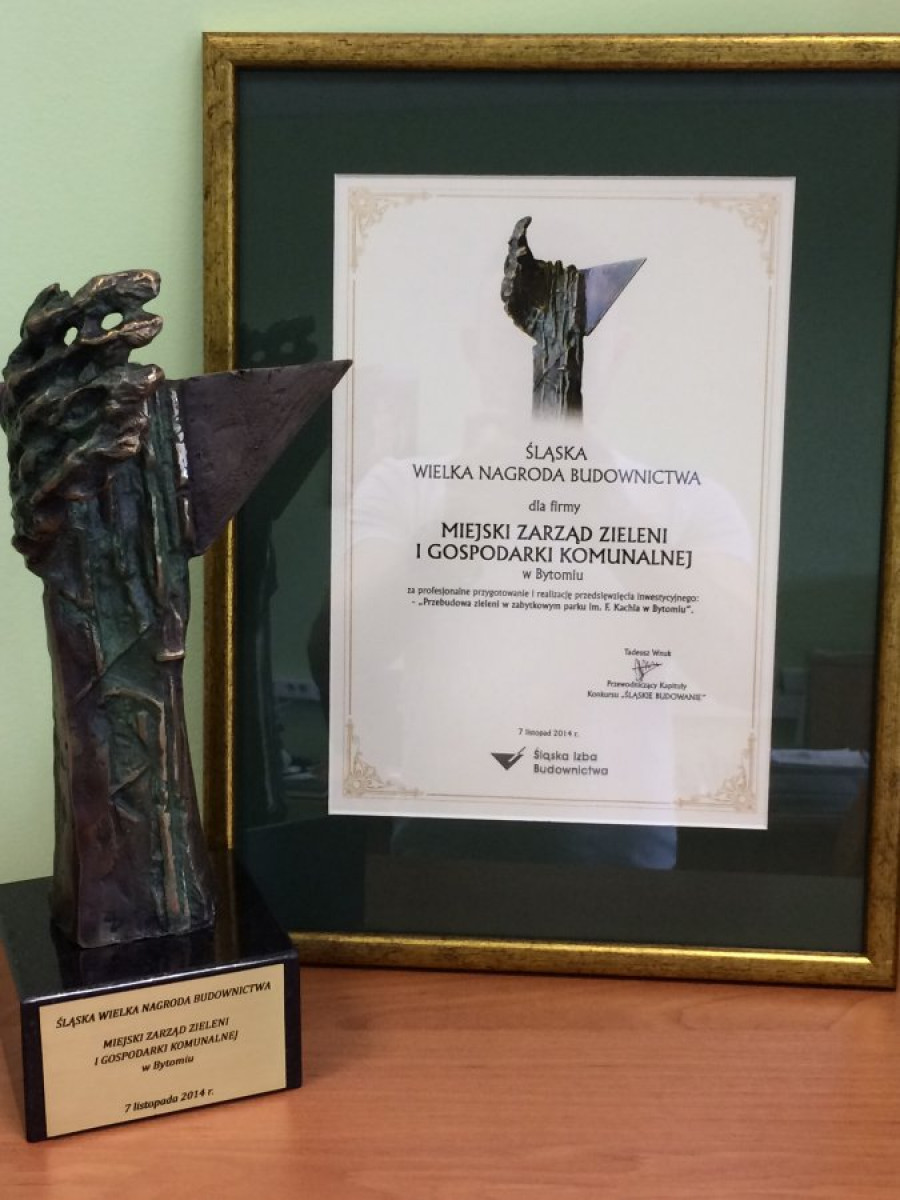 ŚLĄSKA
WIELKA NAGRODA BUDOWNICTWA
dla firmy
MIEJSKI ZARZĄD ZIELENI
I GOSPODARKI KOMUNALNEJ
w Bytomiu
za profesjonalne przygotowanie i realizację przedsięwzięcia inwestycyjnego:
- „Przebudowa zieleni w zabytkowym parku im. F. Kachla w Bytomiu”.
Tadeusz Wnuk
Przewodniczący Kapituły
Konkursu „ŚLĄSKIE BUDOWANIE”
7 listopad 2014 r.
Śląska Izba
Budownictwa
ŚLĄSKA WIELKA NAGRODA BUDOWNICTWA
MIEJSKI ZARZĄD ZIELENI
I GOSPODARKI KOMUNALNEJ
w Bytomiu
7 listopada 2014 r.